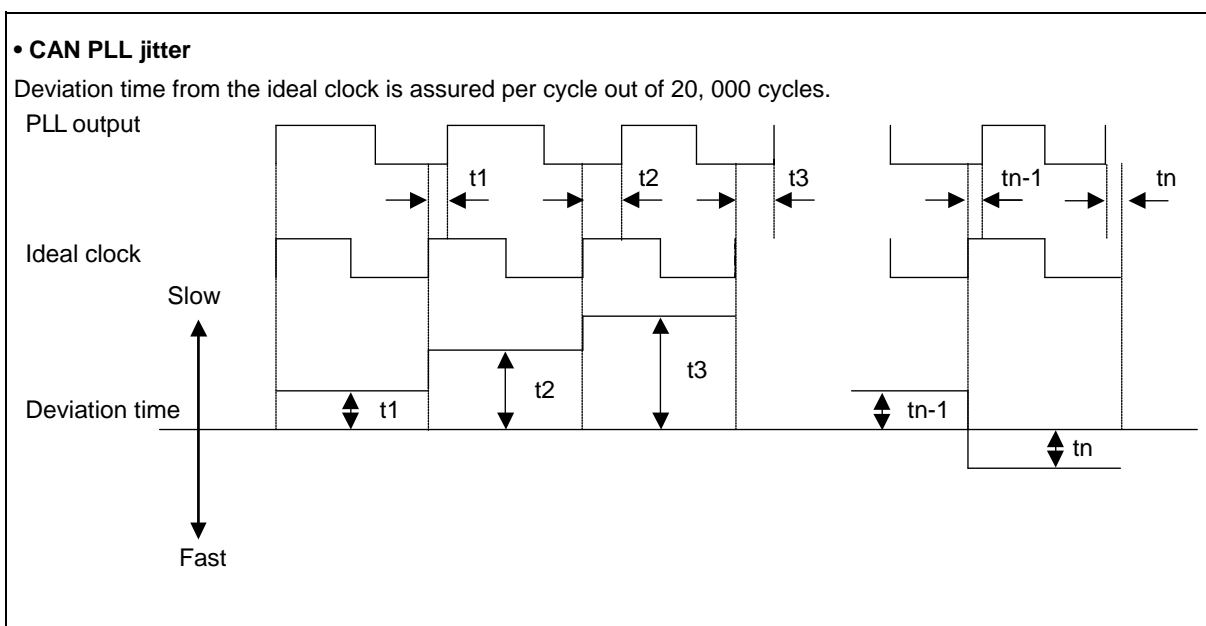 • CAN PLL jitter
Deviation time from the ideal clock is assured per cycle out of 20, 000 cycles.
PLL output
t1
t2
t3
tn-1
tn
Ideal clock
Slow
t1
t2
t3
tn-1
tn
Deviation time
Fast